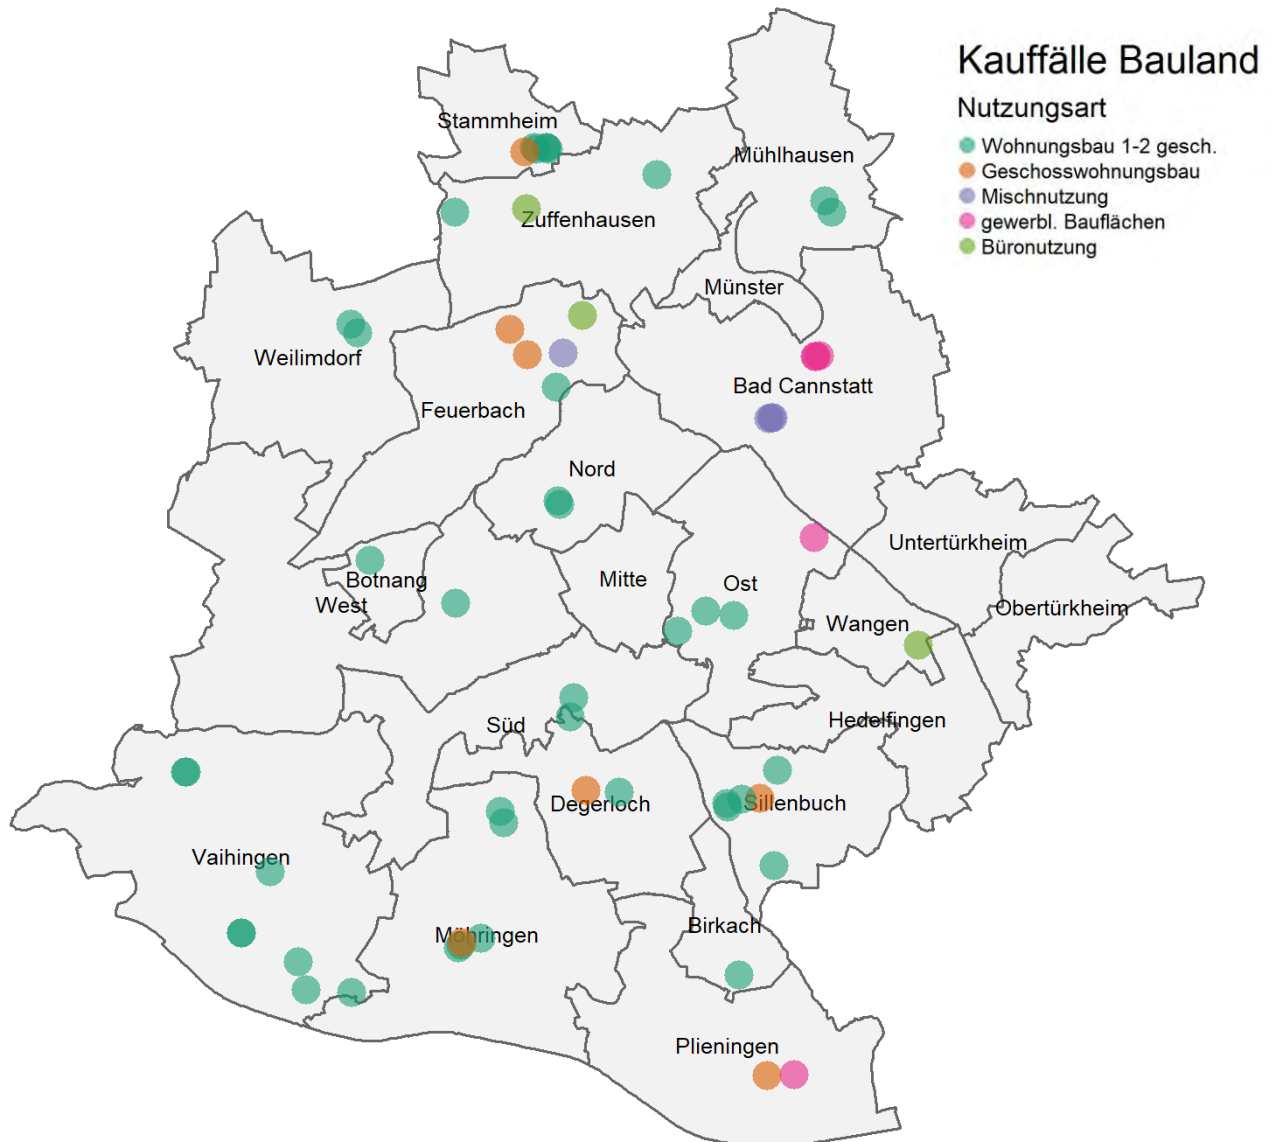 Kauffälle Bauland
Nutzungsart
Wohnungsbau 1-2 gesch.
Geschosswohnungsbau
Mischnutzung
gewerbl. Bauflächen
Büronutzung
Stammheim
Mühlhausen
Zuffenhausen
Münster
Weilimdorf
Bad Cannstatt
Feuerbach
Nord
Untertürkheim
Botnang
Mitte
Ost
West
Obertürkheim
Wangen
Süd
Hedelfingen
Degerloch
Sillenbuch
Vaihingen
Birkach
Möhringen
Plieningen